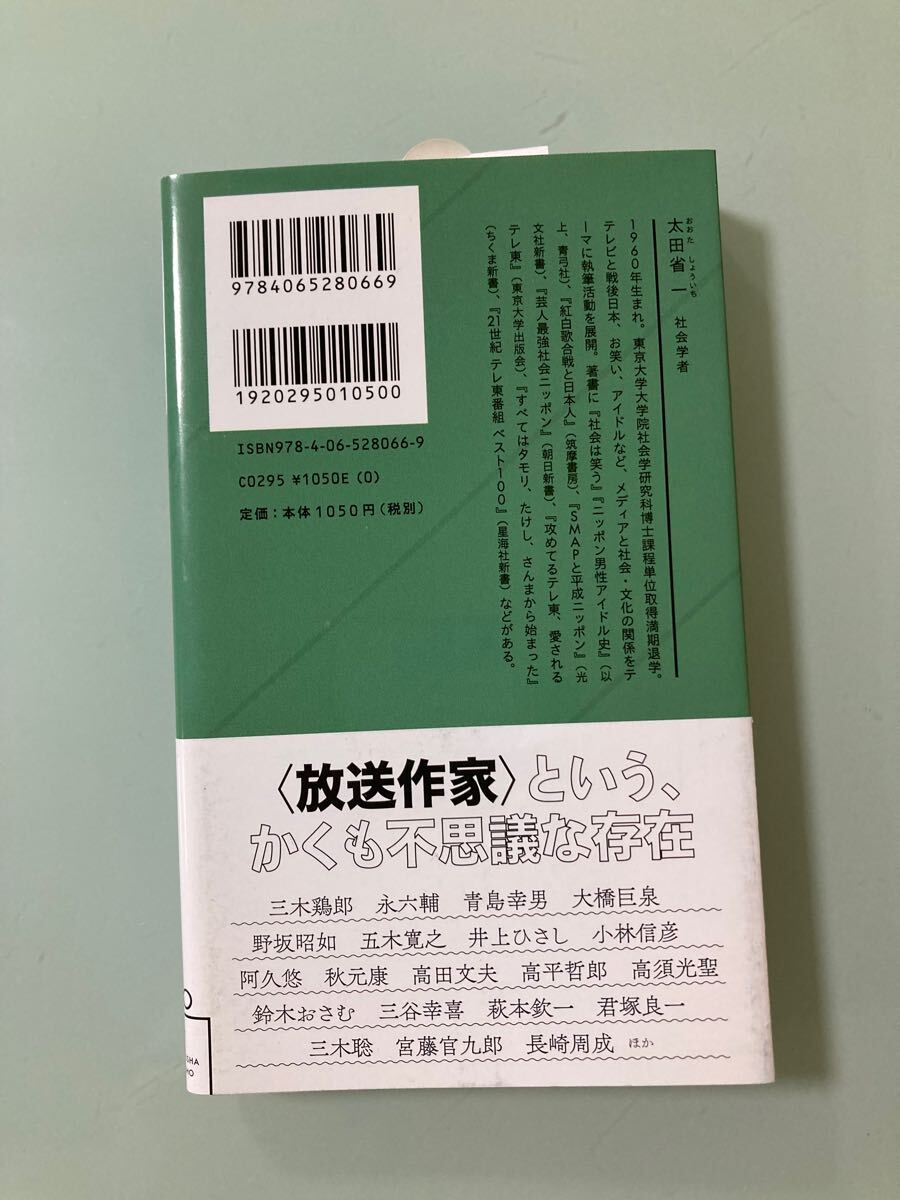 9784065280669
1920295010500
ISBN978-4-06-528066-9
C0295 ¥1050E (0)
定価:本体1050円(税別)
おおた しょういち
太田省一 社会学者
1960年生まれ。東京大学大学院社会学研究科博士課程単位取得満期退学。
テレビと戦後日本、お笑い、アイドルなど、メディアと社会・文化の関係をテ
ーマに執筆活動を展開。著書に『社会は笑う』『ニッポン男性アイドル史』(以
上、青弓社)、『紅白歌合戦と日本人』(筑摩書房)、『SMAPと平成ニッポン』(光
文社新書)、『芸人最強社会ニッポン』(朝日新書)、『攻めてるテレ東、愛される
テレ東』(東京大学出版会)、『すべてはタモリ、たけし、さんまから始まった』
(ちくま新書)、『21世紀 テレ東番組 ベスト100』(星海社新書)などがある。
〈放送作家〉という、
かくも不思議な存在
三木鶏郎 永六輔 青島幸男 大橋巨泉
野坂昭如 五木寛之 井上ひさし 小林信彦
阿久悠 秋元康 高田文夫 高平哲郎 高須光聖
鈴木おさむ 三谷幸喜 萩本欽一 君塚良一
三木聡 宮藤官九郎 長崎周成 ほか